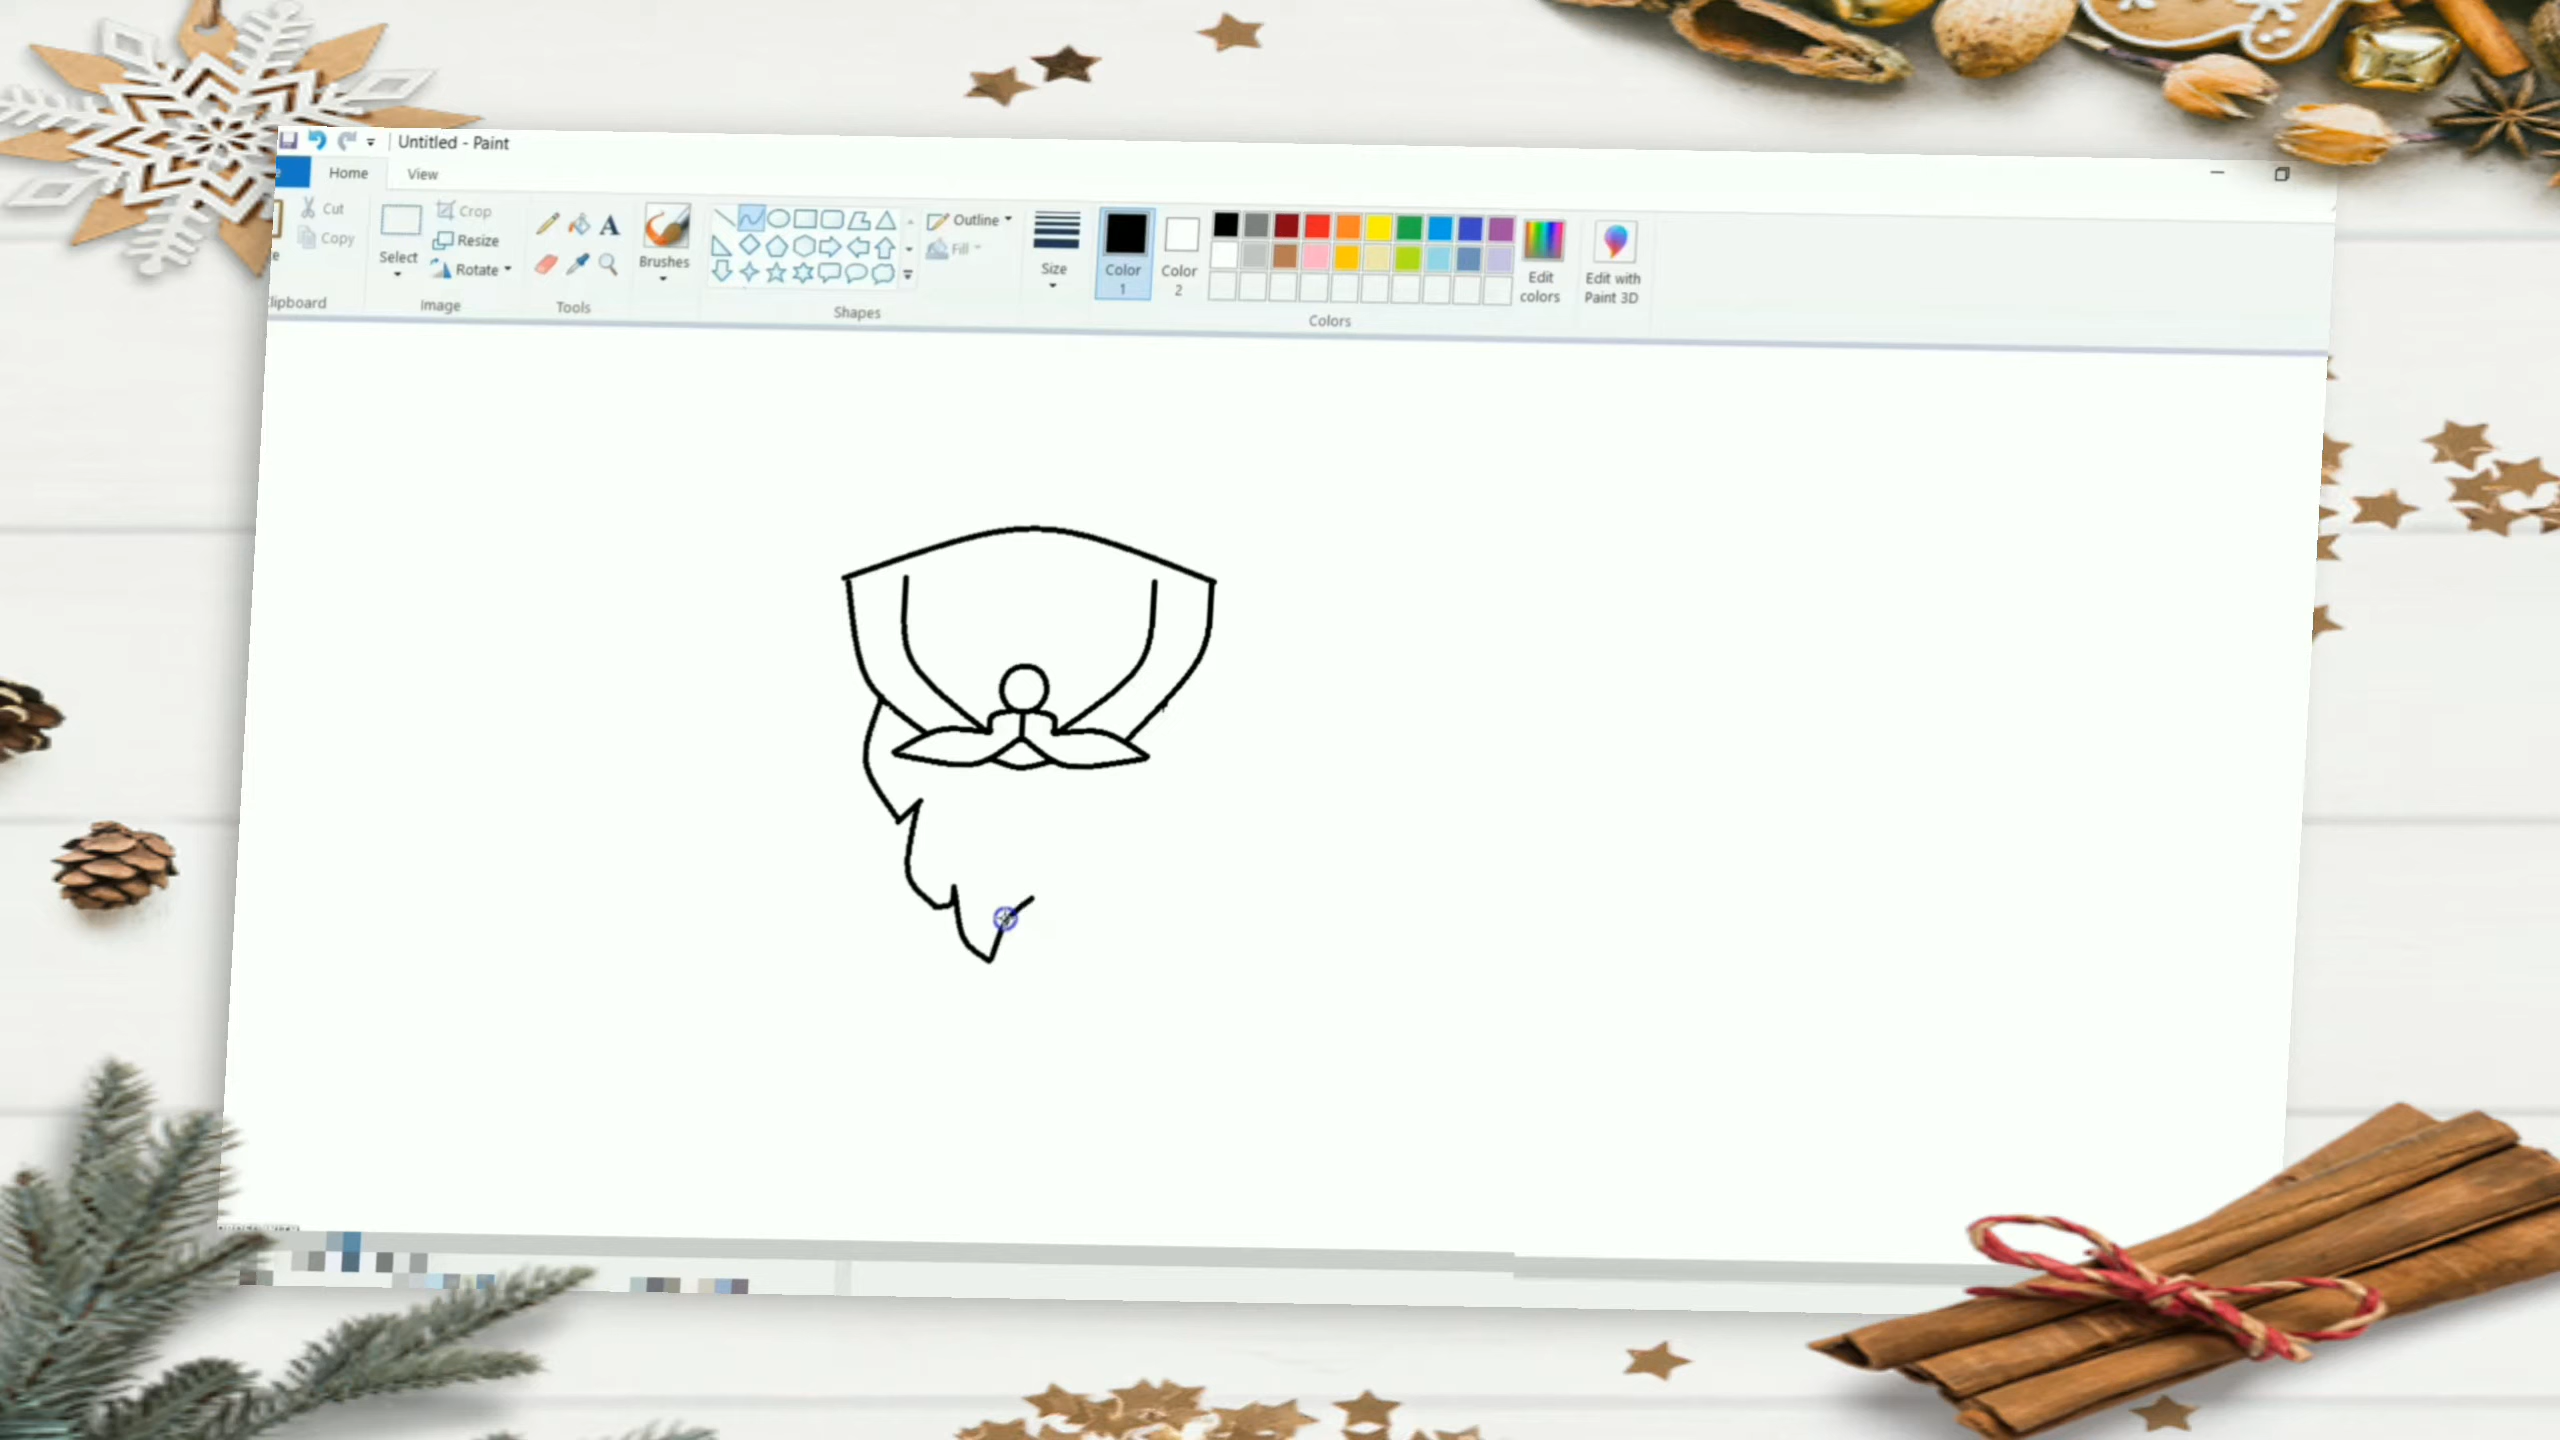 Untitled - Paint
Home View
Cut
Copy
Select
Crop
Resize
Rotate
Image
Tools
Brushes
Shapes
Outline
Fill
Size
Color
1
Color
2
Edit
colors
Colors
Edit with
Paint 3D